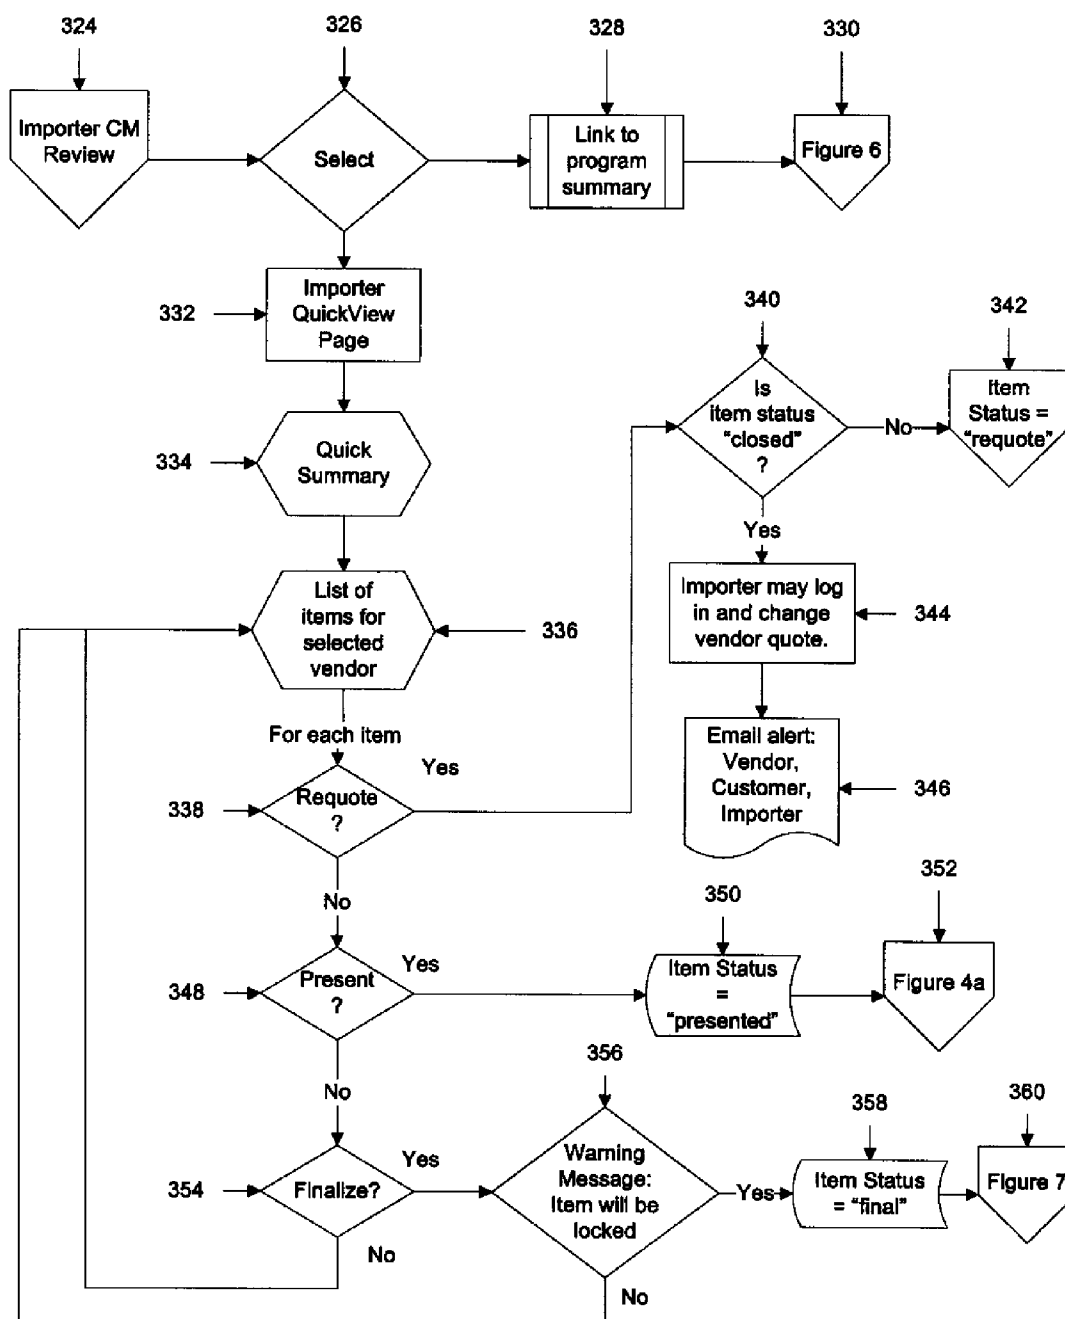 324
326
328
330
Importer CM
Review
Select
Link to
program
summary
Figure 6
332
Importer
QuickView
Page
340
342
Is
item status
“closed”
?
No
Item
Status =
“requote”
334
Quick
Summary
Yes
List of
items for
selected
vendor
336
Importer may log
in and change
vendor quote.
344
For each item
Yes
Email alert:
Vendor,
Customer,
Importer
346
338
Requote
?
No
350
352
348
Present
?
Yes
Item Status
=
“presented”
Figure 4a
No
356
358
360
354
Finalize?
Yes
Warning
Message:
Item will be
locked
Yes
Item Status
= “final”
Figure 7
No
No